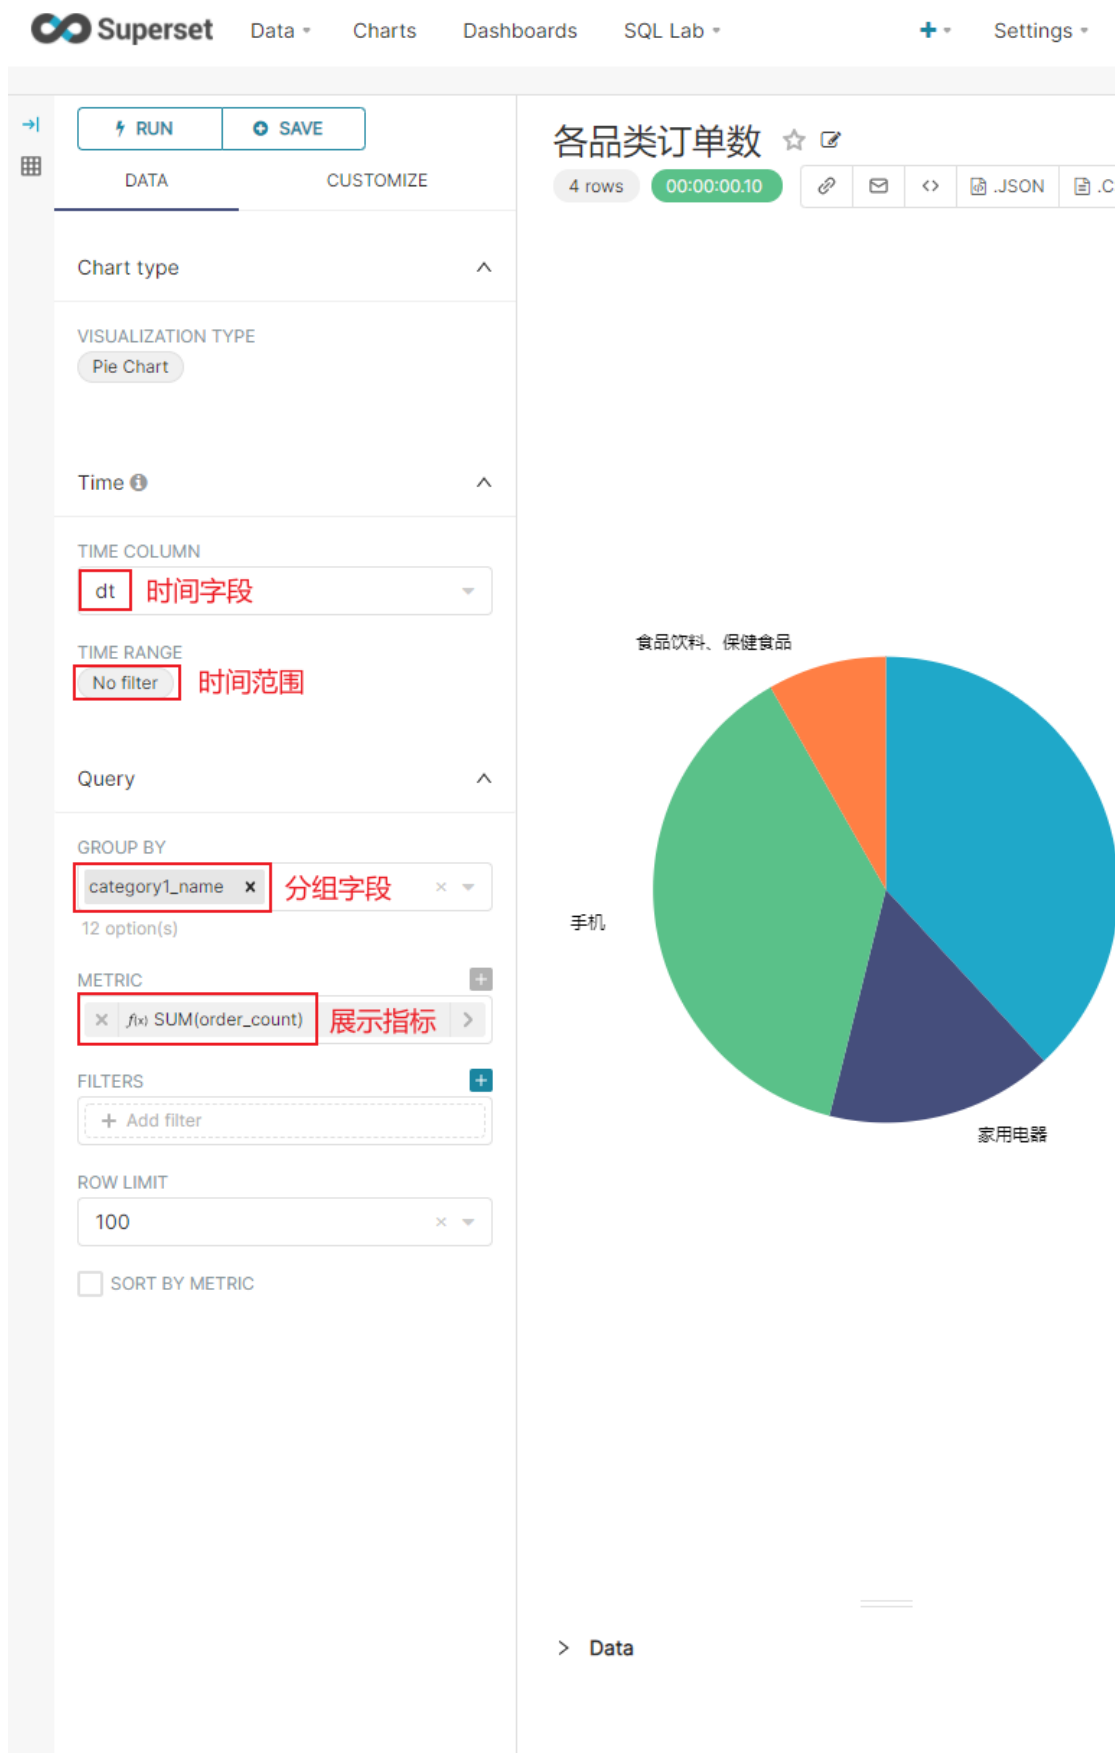 Superset Data Charts Dashboards SQL Lab + Settings
RUN SAVE
DATA CUSTOMIZE
Chart type
VISUALIZATION TYPE
Pie Chart
Time
TIME COLUMN
dt 时间字段
TIME RANGE
No filter 时间范围
Query
GROUP BY
category1_name × 分组字段
12 option(s)
METRIC
f(x) SUM(order_count) 展示指标
FILTERS
+ Add filter
ROW LIMIT
100
SORT BY METRIC
各品类订单数
4 rows 00:00:00.10 .JSON .C
食品饮料、保健食品
手机
家用电器
Data